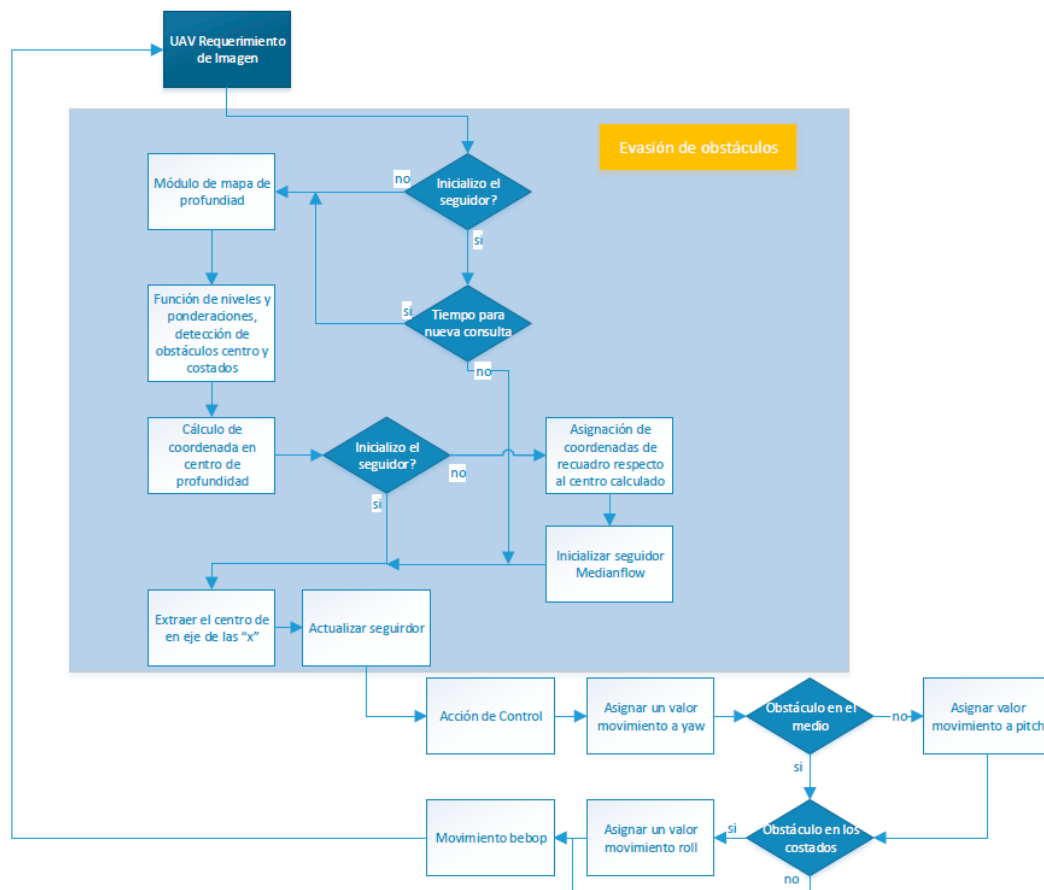 UAV Requerimiento
de Imagen
Evasión de obstáculos
Inicializo el
seguidor?
no
si
Módulo de mapa de
profundiad
Tiempo para
nueva consulta
si
no
Función de niveles y
ponderaciones,
detección de
obstáculos centro y
costados
Cálculo de
coordenada en
centro de
profundidad
Inicializo el
seguidor?
no
si
Asignación de
coordenadas de
recuadro respecto
al centro calculado
Inicializar seguidor
Medianflow
Extraer el centro de
en eje de las “x”
Actualizar seguirdor
Acción de Control
Asignar un valor
movimiento a yaw
Obstáculo en el
medio
no
si
Asignar valor
movimiento a pitch
Movimiento bebop
Asignar un valor
movimiento roll
si
Obstáculo en los
costados
no